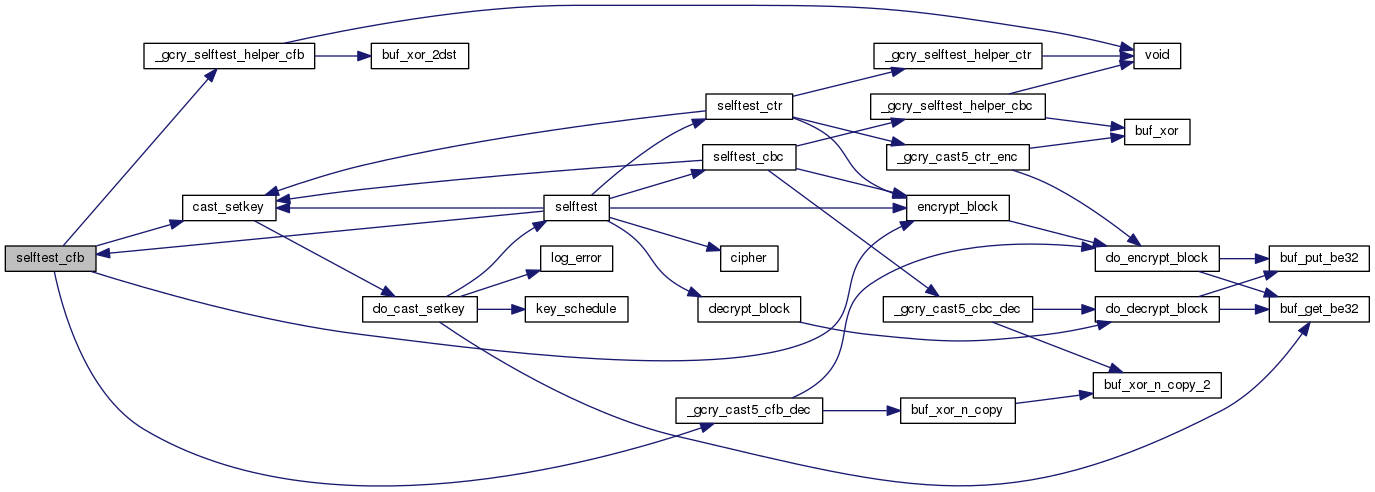 _gcry_selftest_helper_cfb
buf_xor_2dst
_gcry_selftest_helper_ctr
void
selftest_ctr
_gcry_selftest_helper_cbc
buf_xor
selftest_cbc
_gcry_cast5_ctr_enc
cast_setkey
selftest
encrypt_block
selftest_cfb
log_error
cipher
do_encrypt_block
buf_put_be32
do_cast_setkey
key_schedule
decrypt_block
_gcry_cast5_cbc_dec
do_decrypt_block
buf_get_be32
buf_xor_n_copy_2
_gcry_cast5_cfb_dec
buf_xor_n_copy